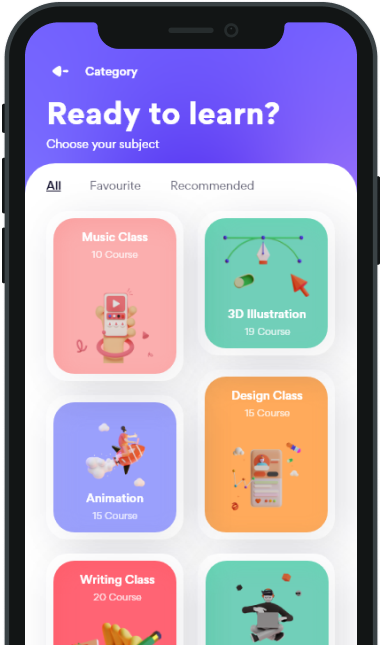 Category
Ready to learn?
Choose your subject
All Favourite Recommended
Music Class
10 Course
3D Illustration
19 Course
Design Class
15 Course
Animation
15 Course
Writing Class
20 Course